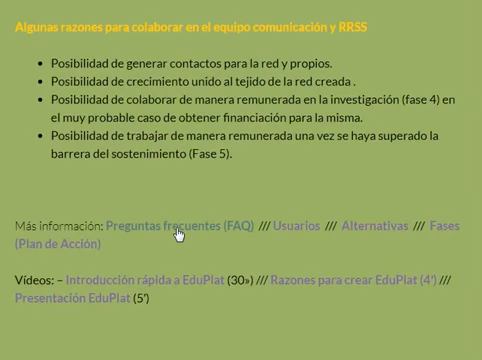 Algunas razones para colaborar en el equipo comunicación y RRSS
• Posibilidad de generar contactos para la red y propios.
• Posibilidad de crecimiento unido al tejido de la red creada .
• Posibilidad de colaborar de manera remunerada en la investigación (fase 4) en
el muy probable caso de obtener financiación para la misma.
• Posibilidad de trabajar de manera remunerada una vez se haya superado la
barrera del sostenimiento (Fase 5).
Más información: Preguntas frecuentes (FAQ) /// Usuarios /// Alternativas /// Fases
(Plan de Acción)
Vídeos: – Introducción rápida a EduPlat (30») /// Razones para crear EduPlat (4′) ///
Presentación EduPlat (5′)